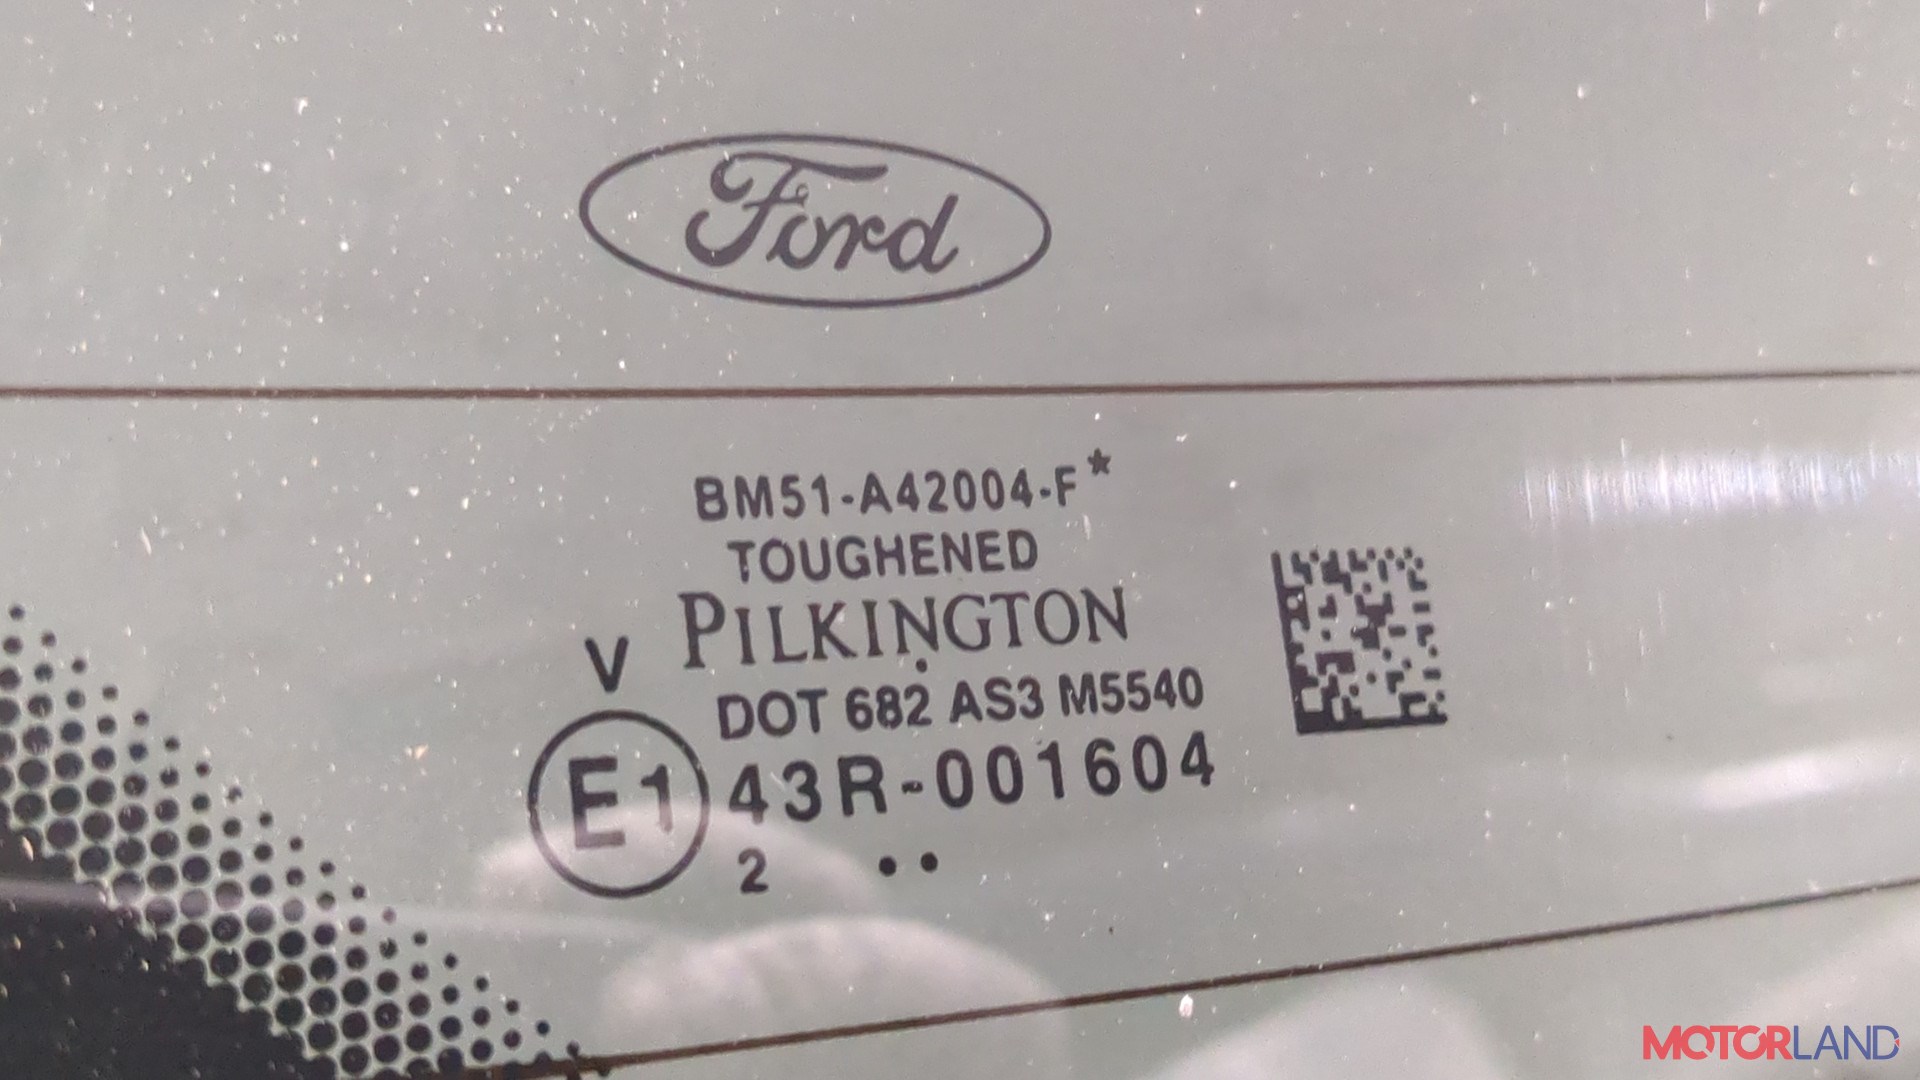 Ford
BM51-A42004-F*
TOUGHENED
PILKINGTON
V
DOT 682 AS3 M5540
E1 43R-001604
2 ..
MOTORLAND